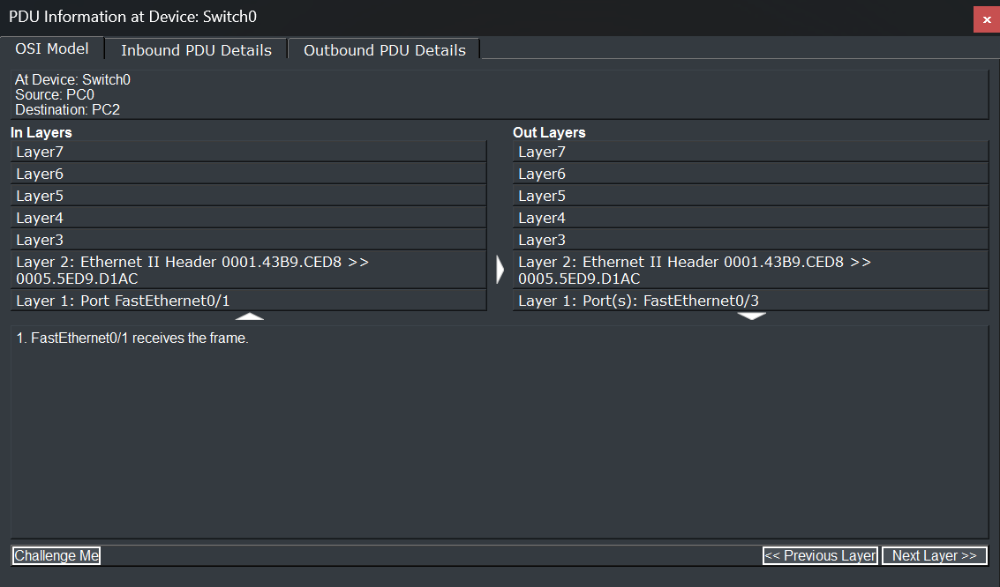 PDU Information at Device: Switch0
x
OSI Model
Inbound PDU Details
Outbound PDU Details
At Device: Switch0
Source: PC0
Destination: PC2
In Layers
Layer7
Layer6
Layer5
Layer4
Layer3
Layer 2: Ethernet II Header 0001.43B9.CED8 >>
0005.5ED9.D1AC
Layer 1: Port FastEthernet0/1
Out Layers
Layer7
Layer6
Layer5
Layer4
Layer3
Layer 2: Ethernet II Header 0001.43B9.CED8 >>
0005.5ED9.D1AC
Layer 1: Port(s): FastEthernet0/3
1. FastEthernet0/1 receives the frame.
Challenge Me
<< Previous Layer
Next Layer >>